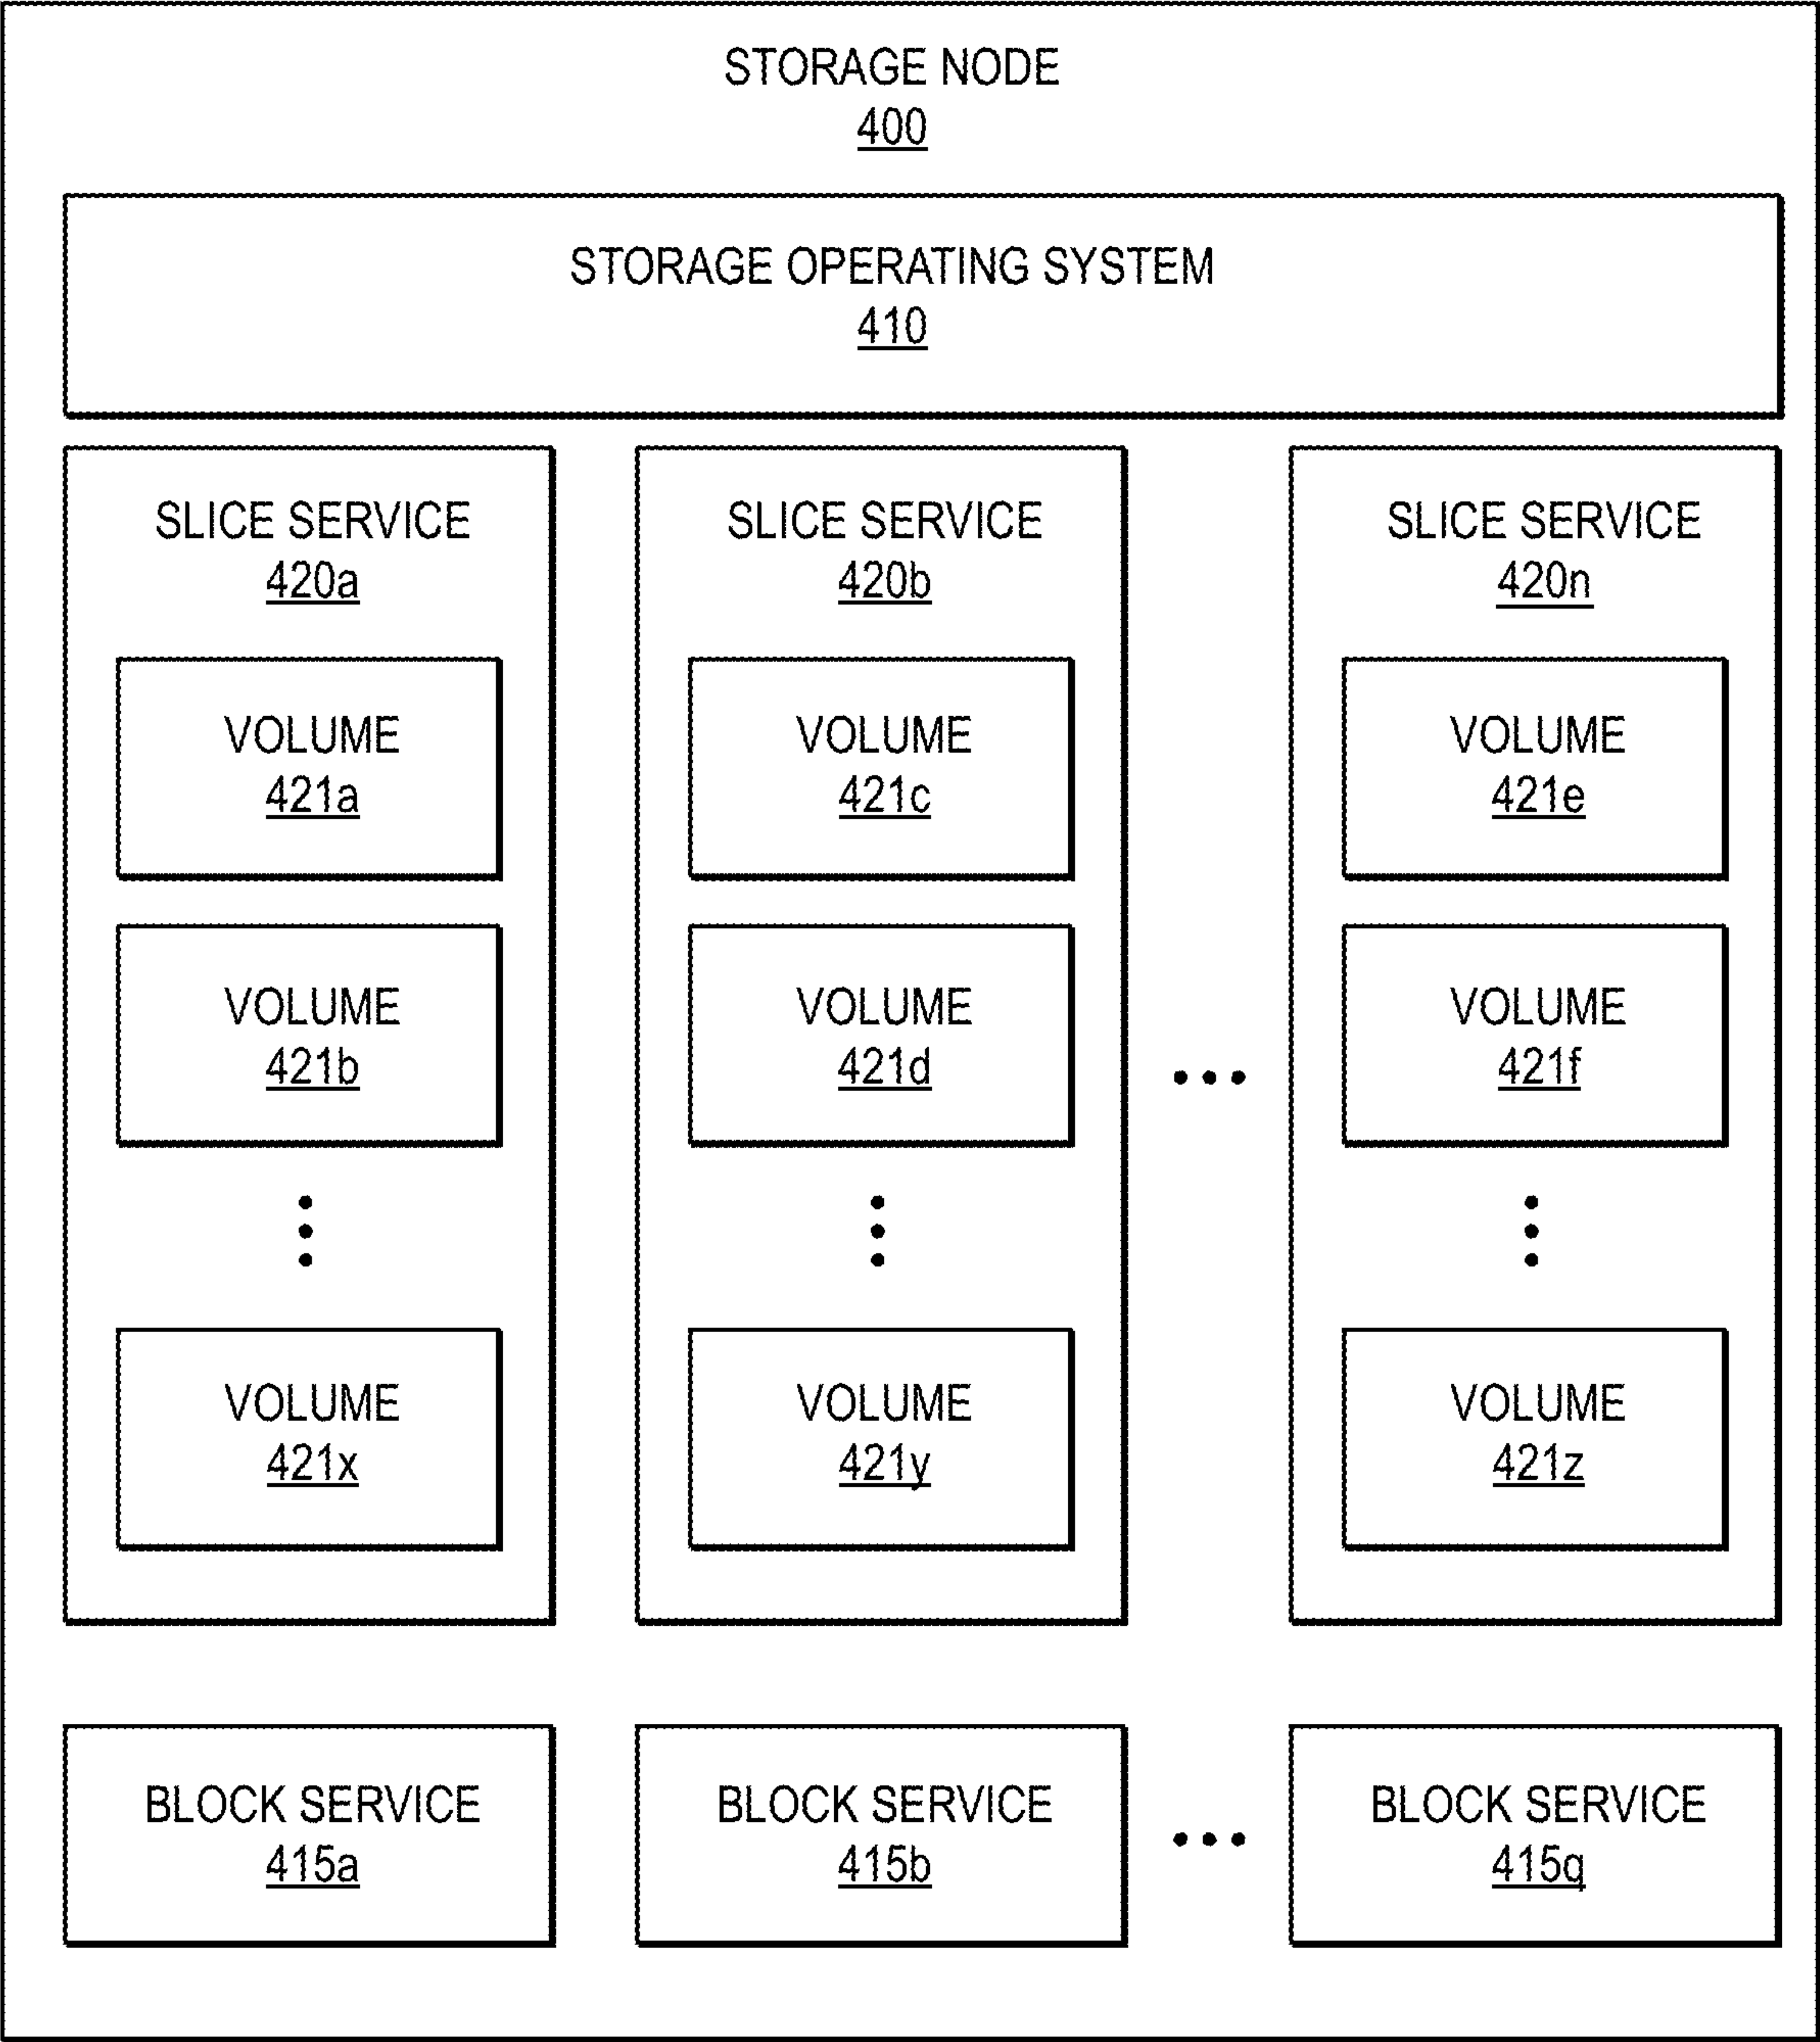 STORAGE NODE
400
STORAGE OPERATING SYSTEM
410
SLICE SERVICE
420a
VOLUME
421a
VOLUME
421b
VOLUME
421x
SLICE SERVICE
420b
VOLUME
421c
VOLUME
421d
VOLUME
421y
SLICE SERVICE
420n
VOLUME
421e
VOLUME
421f
VOLUME
421z
BLOCK SERVICE
415a
BLOCK SERVICE
415b
BLOCK SERVICE
415q